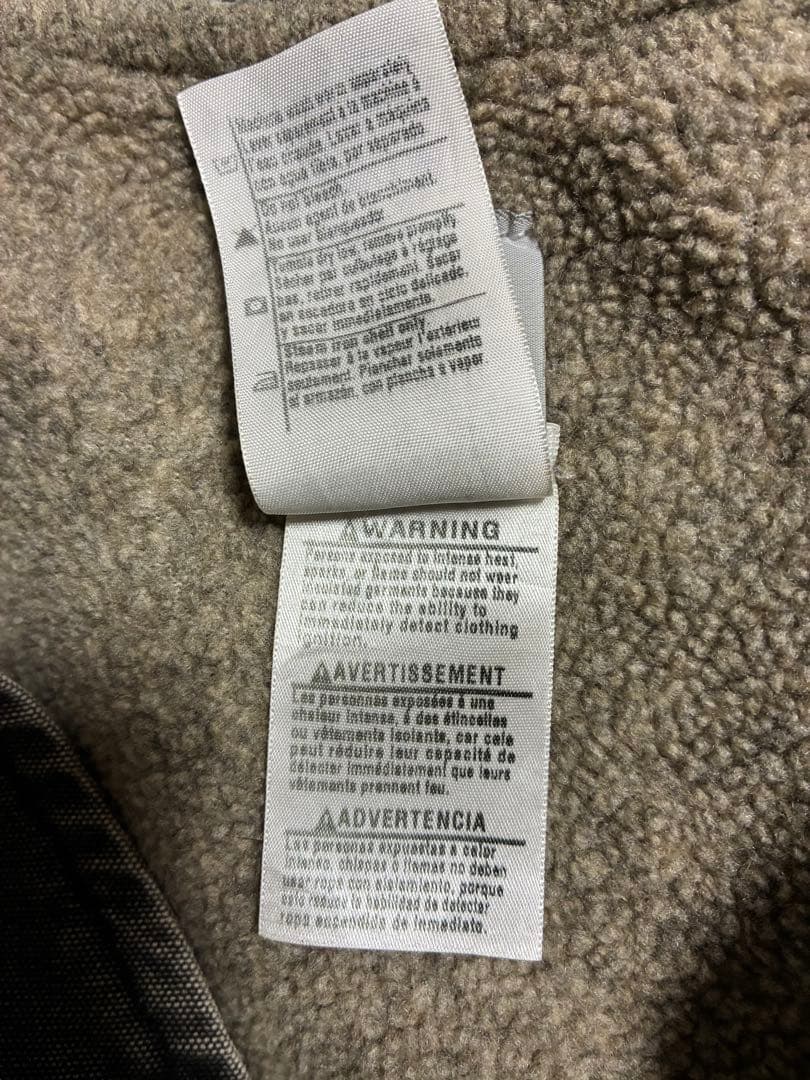 Machine wash warm separately.
Laver séparément à la machine à
l'eau chaude. Lavar a máquina
con agua tibia, por separado
Do not bleach.
Aucun agent de blanchiment.
No usar blanqueador
Tumble dry low, remove promptly
Sécher par culbutage à réglage
bas, retirer rapidement. Secar
en secadora en ciclo delicado,
y sacar inmediatamente.
Steam iron shell only.
Repasser à la vapeur l'extérieur
seulement. Planchar solamente
el armazón, con plancha a vapor
WARNING
Persons exposed to intense heat,
sparks, or flame should not wear
insulated garments because they
can reduce the ability to
immediately detect clothing
ignition.
AVERTISSEMENT
Les personnes exposées à une
chaleur intense, à des étincelles
ou vêtements isolants, car cela
peut réduire leur capacité de
détecter immédiatement que leurs
vêtements prennent feu.
ADVERTENCIA
Las personas expuestas a calor
intenso, chispas ó llamas no deben
usar ropa con aislamiento, porque
esto reduce la habilidad de detectar
ropa encendida de inmediato.